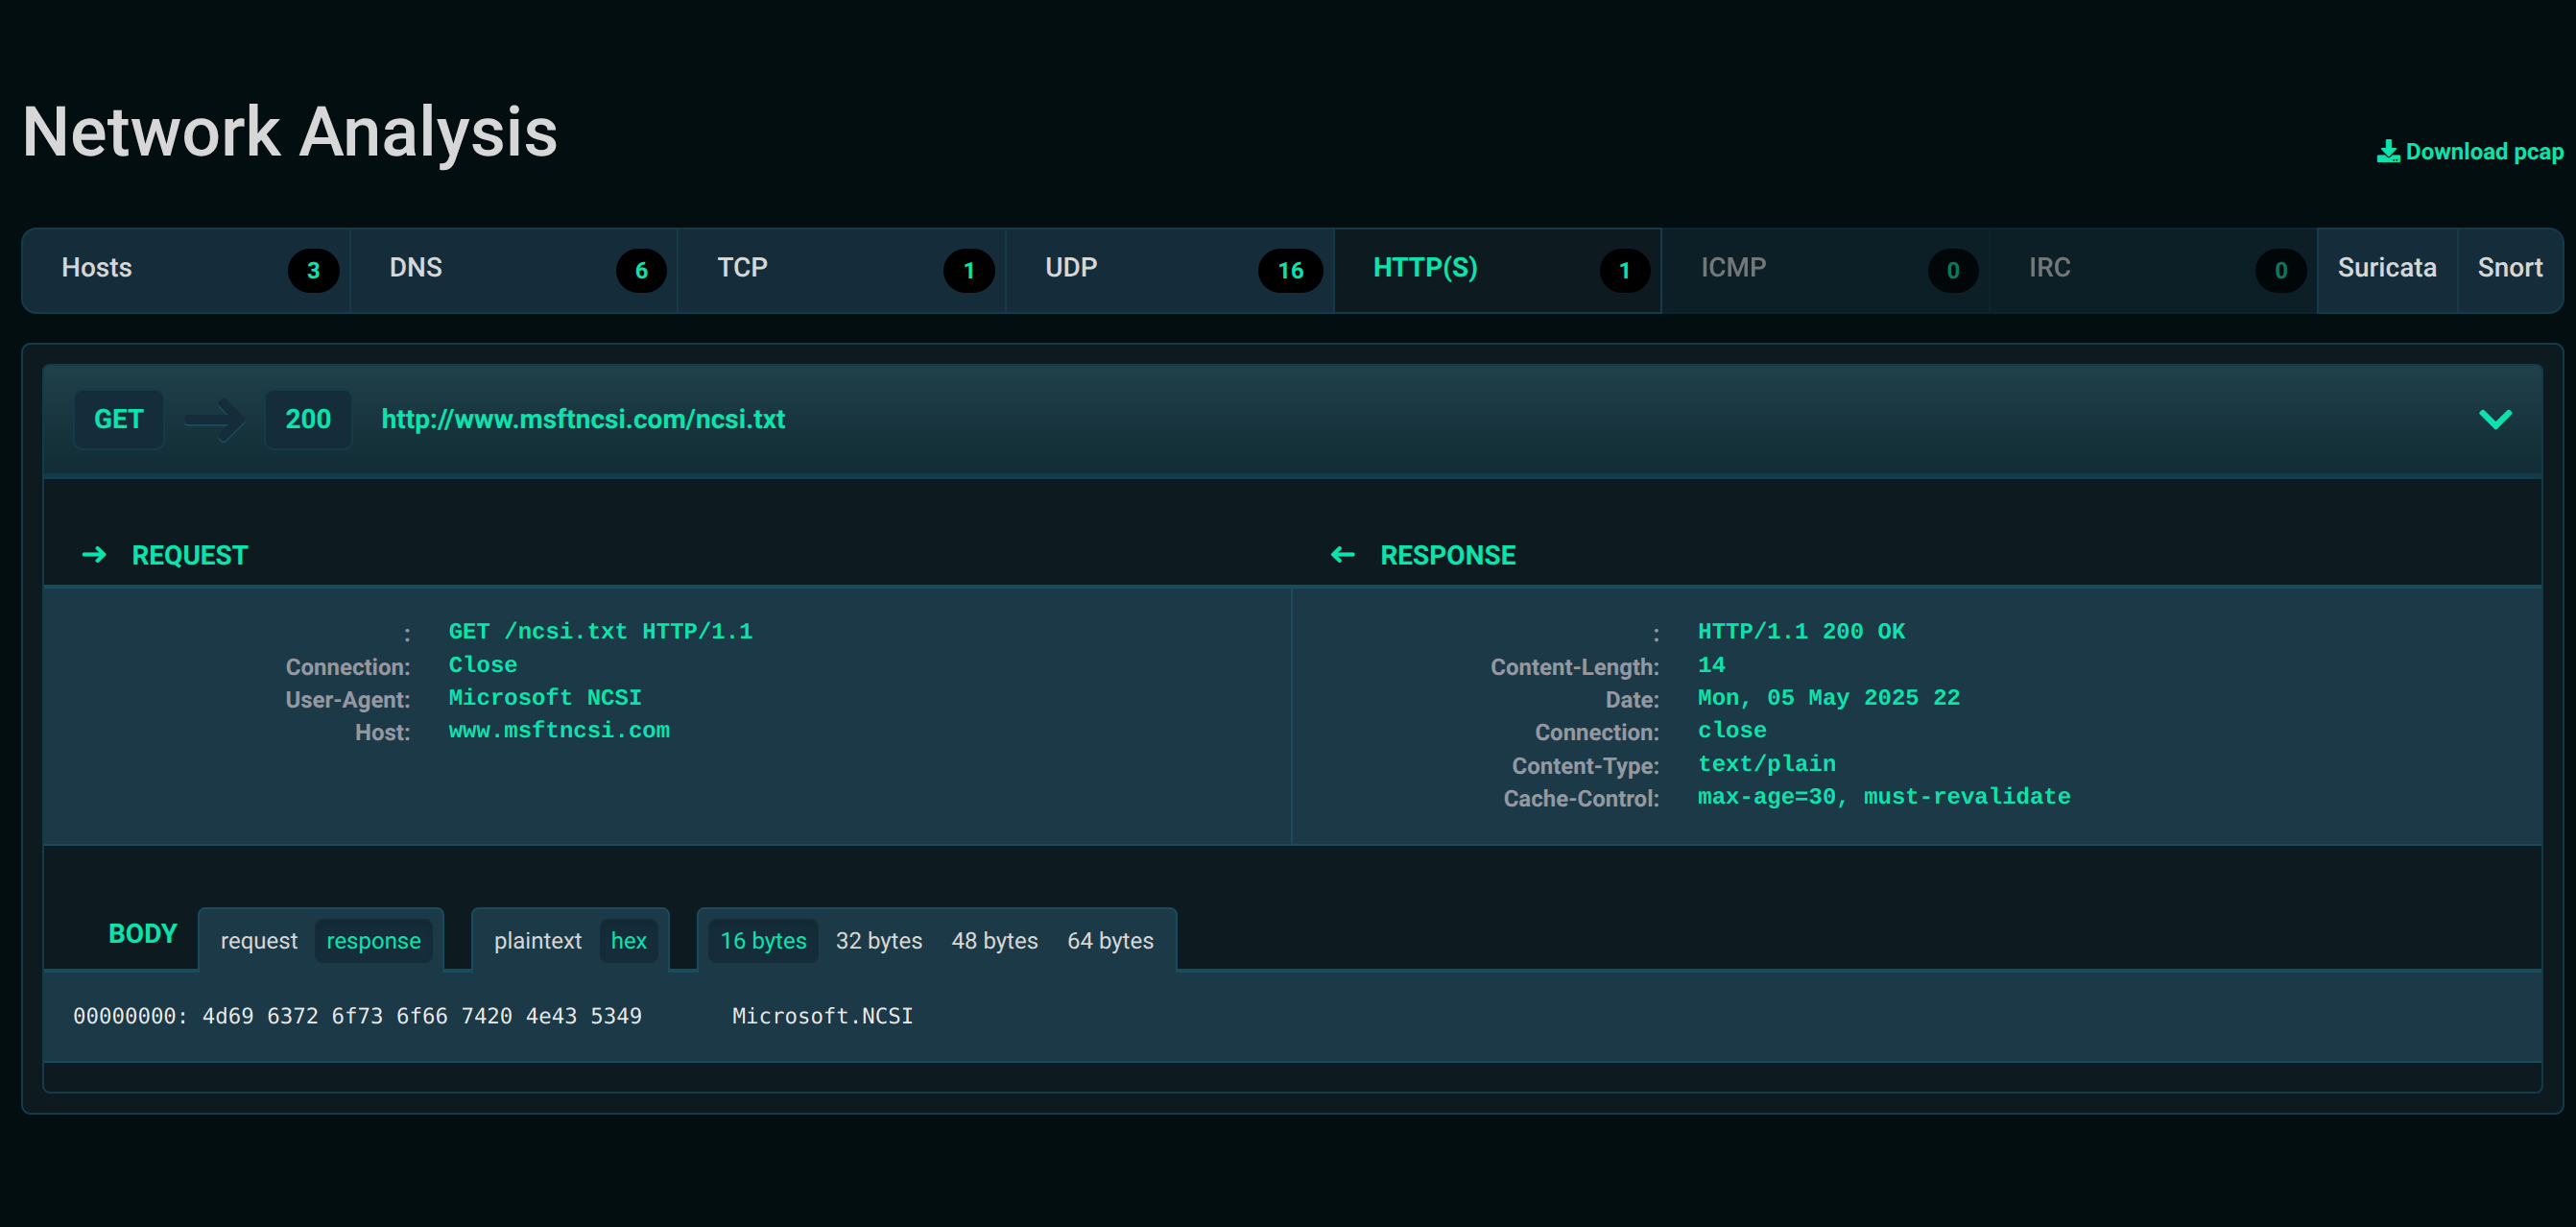 Network Analysis
Download pcap
Hosts 3 DNS 6 TCP 1 UDP 16 HTTP(S) 1 ICMP 0 IRC 0 Suricata Snort
GET 200 http://www.msftncsi.com/ncsi.txt
REQUEST
: GET /ncsi.txt HTTP/1.1
Connection: Close
User-Agent: Microsoft NCSI
Host: www.msftncsi.com
RESPONSE
: HTTP/1.1 200 OK
Content-Length: 14
Date: Mon, 05 May 2025 22
Connection: close
Content-Type: text/plain
Cache-Control: max-age=30, must-revalidate
BODY request response plaintext hex 16 bytes 32 bytes 48 bytes 64 bytes
00000000: 4d69 6372 6f73 6f66 7420 4e43 5349 Microsoft.NCSI